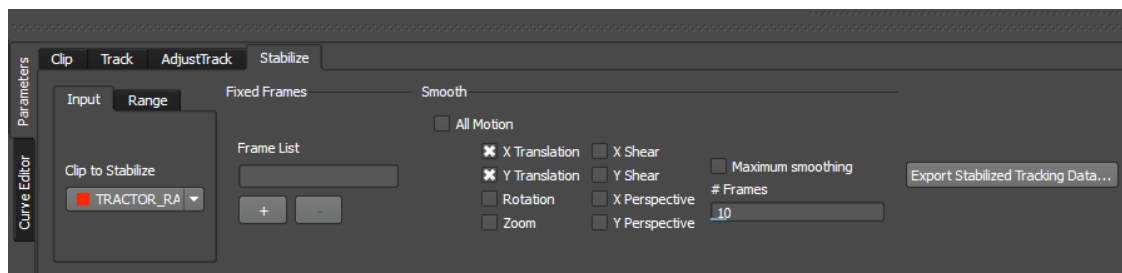 Parameters
Curve Editor
Clip Track AdjustTrack Stabilize
Input Range
Clip to Stabilize
TRACTOR_RA
Fixed Frames
Frame List
+ -
Smooth
All Motion
X Translation X Shear
Y Translation Y Shear
Rotation X Perspective
Zoom Y Perspective
Maximum smoothing
# Frames
10
Export Stabilized Tracking Data...